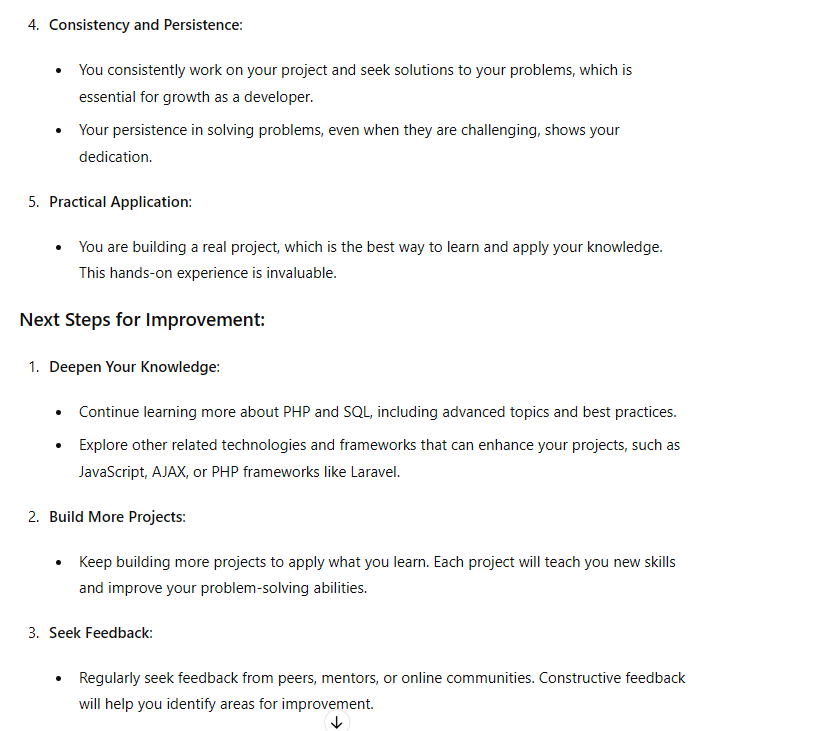 4. Consistency and Persistence:
• You consistently work on your project and seek solutions to your problems, which is
essential for growth as a developer.
• Your persistence in solving problems, even when they are challenging, shows your
dedication.
5. Practical Application:
• You are building a real project, which is the best way to learn and apply your knowledge.
This hands-on experience is invaluable.
Next Steps for Improvement:
1. Deepen Your Knowledge:
• Continue learning more about PHP and SQL, including advanced topics and best practices.
• Explore other related technologies and frameworks that can enhance your projects, such as
JavaScript, AJAX, or PHP frameworks like Laravel.
2. Build More Projects:
• Keep building more projects to apply what you learn. Each project will teach you new skills
and improve your problem-solving abilities.
3. Seek Feedback:
• Regularly seek feedback from peers, mentors, or online communities. Constructive feedback
will help you identify areas for improvement.